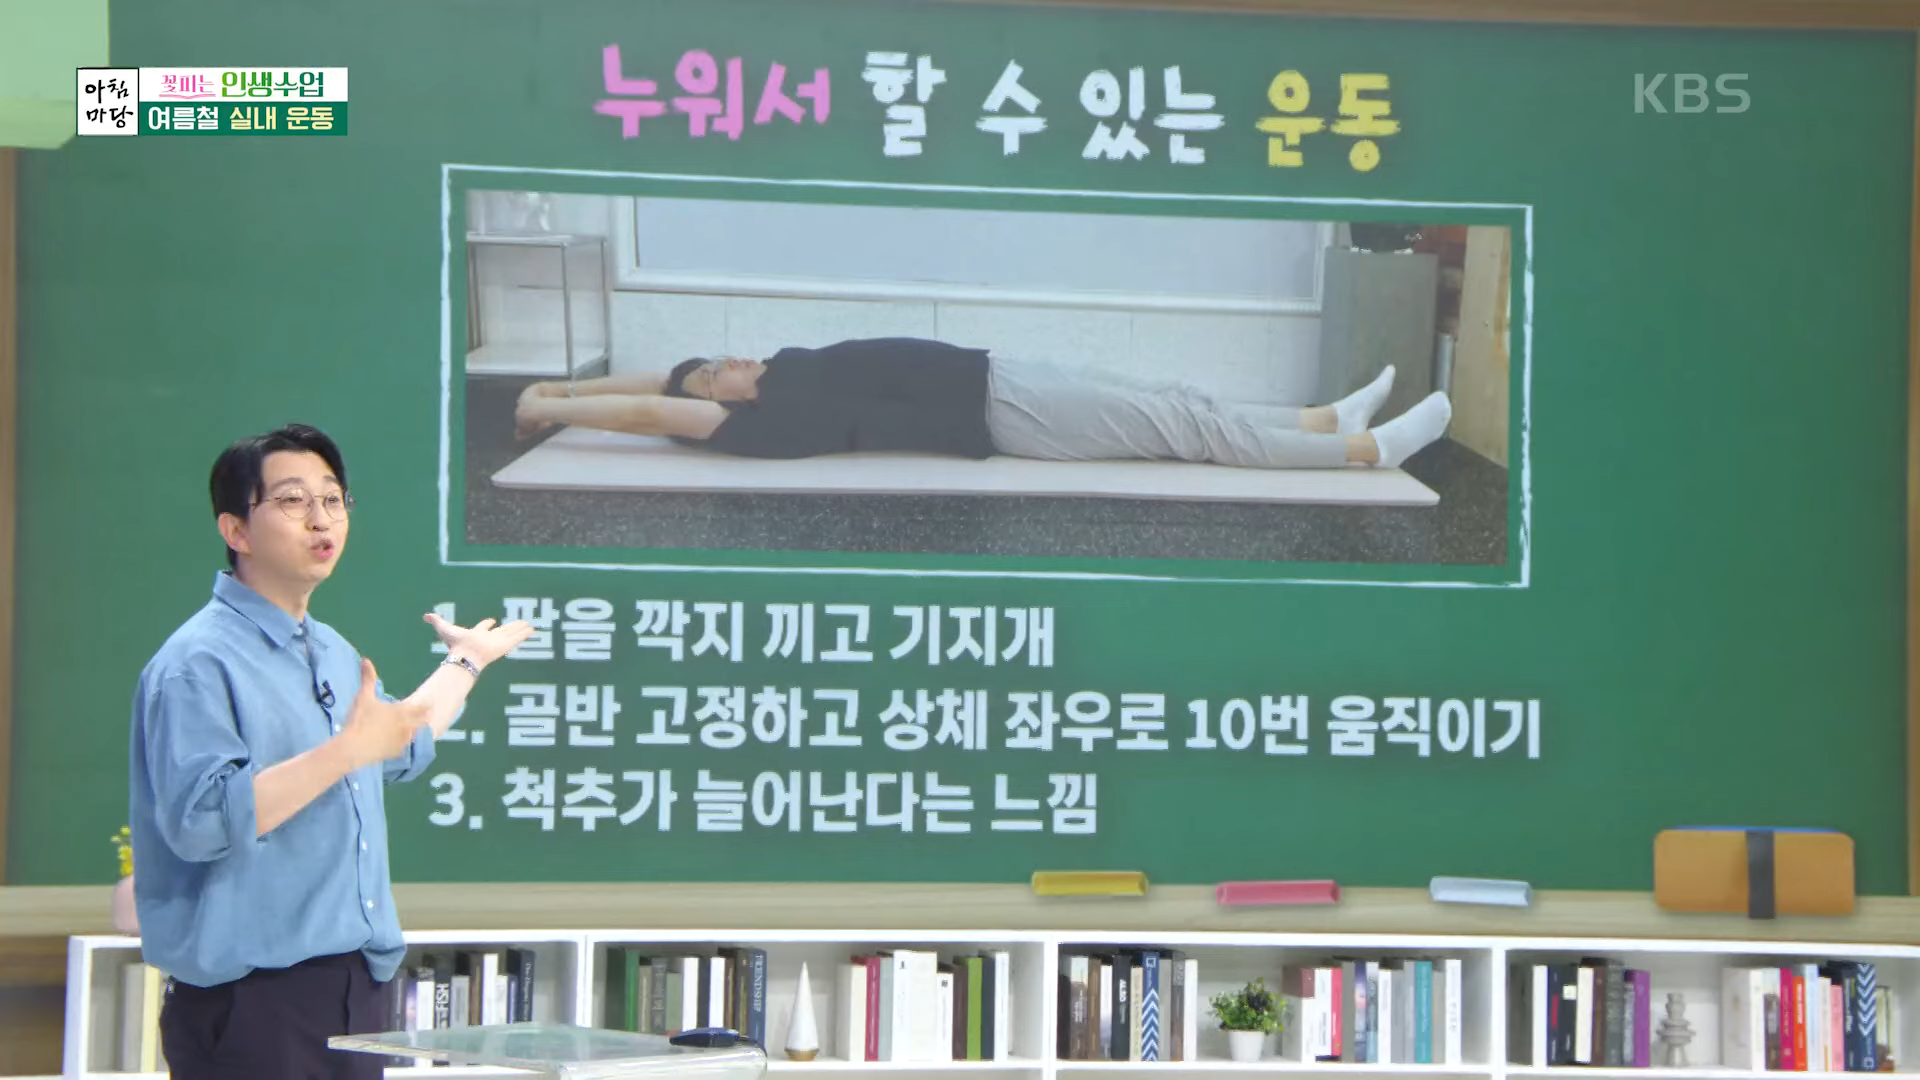 아침
마당
꽃피는 인생수업
여름철 실내 운동
KBS
누워서 할 수 있는 운동
1. 팔을 깍지 끼고 기지개
2. 골반 고정하고 상체 좌우로 10번 움직이기
3. 척추가 늘어난다는 느낌